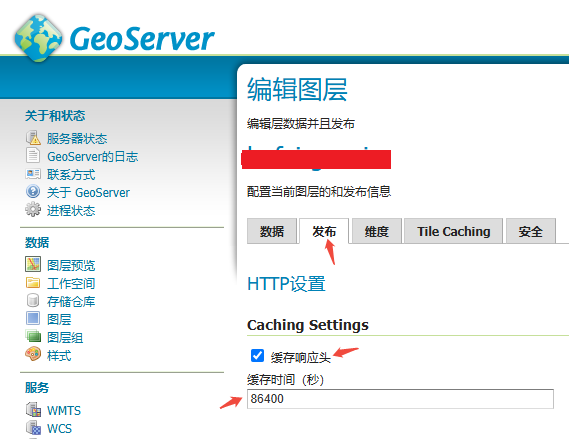 GeoServer
关于和状态
服务器状态
GeoServer的日志
联系方式
关于 GeoServer
进程状态
数据
图层预览
工作空间
存储仓库
图层
图层组
样式
服务
WMTS
WCS
编辑图层
编辑层数据并且发布
配置当前图层的和发布信息
数据 发布 维度 Tile Caching 安全
HTTP设置
Caching Settings
缓存响应头
缓存时间（秒）
86400